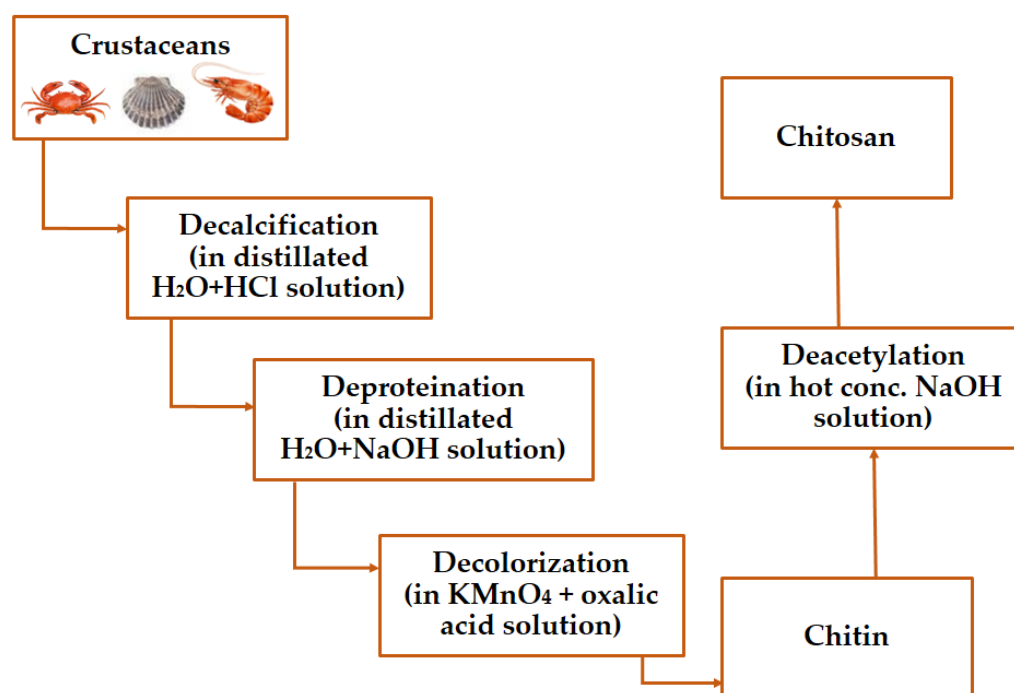 Crustaceans
Decalcification
(in distillated
H₂O+HCl solution)
Deproteination
(in distillated
H₂O+NaOH solution)
Decolorization
(in KMnO₄ + oxalic
acid solution)
Chitin
Deacetylation
(in hot conc. NaOH
solution)
Chitosan